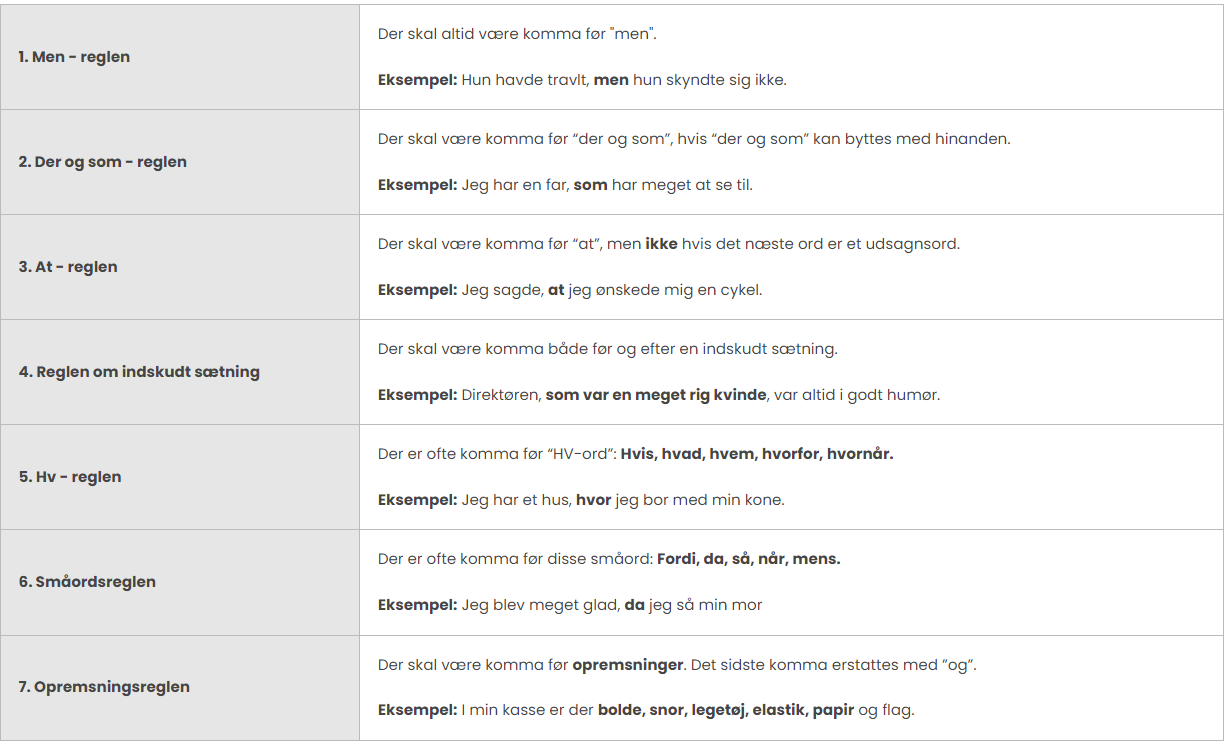 1. Men - reglen
Der skal altid være komma før "men".
Eksempel: Hun havde travlt, men hun skyndte sig ikke.
2. Der og som - reglen
Der skal være komma før “der og som”, hvis “der og som” kan byttes med hinanden.
Eksempel: Jeg har en far, som har meget at se til.
3. At - reglen
Der skal være komma før “at”, men ikke hvis det næste ord er et udsagnsord.
Eksempel: Jeg sagde, at jeg ønskede mig en cykel.
4. Reglen om indskudt sætning
Der skal være komma både før og efter en indskudt sætning.
Eksempel: Direktøren, som var en meget rig kvinde, var altid i godt humør.
5. Hv - reglen
Der er ofte komma før “HV-ord”: Hvis, hvad, hvem, hvorfor, hvornår.
Eksempel: Jeg har et hus, hvor jeg bor med min kone.
6. Småordsreglen
Der er ofte komma før disse småord: Fordi, da, så, når, mens.
Eksempel: Jeg blev meget glad, da jeg så min mor
7. Opremsningsreglen
Der skal være komma før opremsninger. Det sidste komma erstattes med “og”.
Eksempel: I min kasse er der bolde, snor, legetøj, elastik, papir og flag.